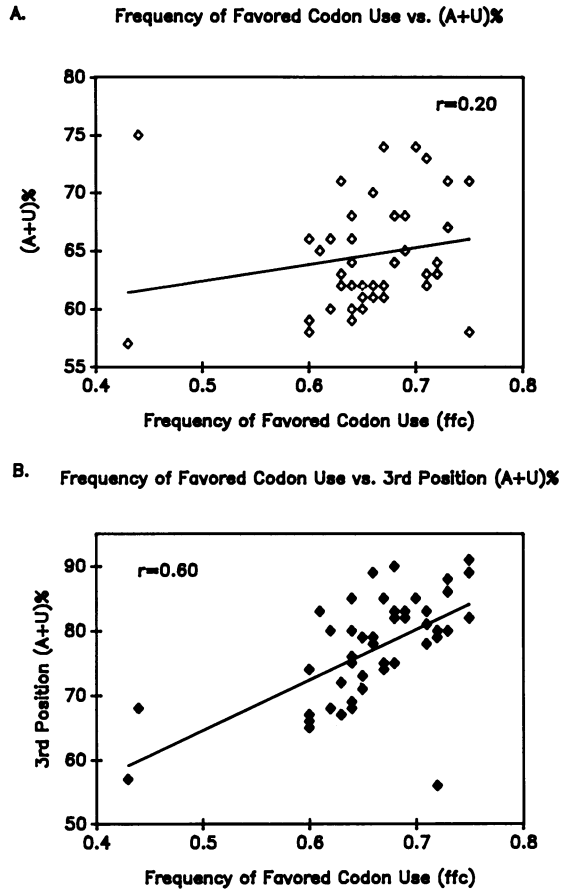 A. Frequency of Favored Codon Use vs. (A+U)%
80
75
70
65
60
55
(A+U)%
r=0.20
0.4 0.5 0.6 0.7 0.8
Frequency of Favored Codon Use (ffc)
B. Frequency of Favored Codon Use vs. 3rd Position (A+U)%
90
80
70
60
50
3rd Position (A+U)%
r=0.60
0.4 0.5 0.6 0.7 0.8
Frequency of Favored Codon Use (ffc)